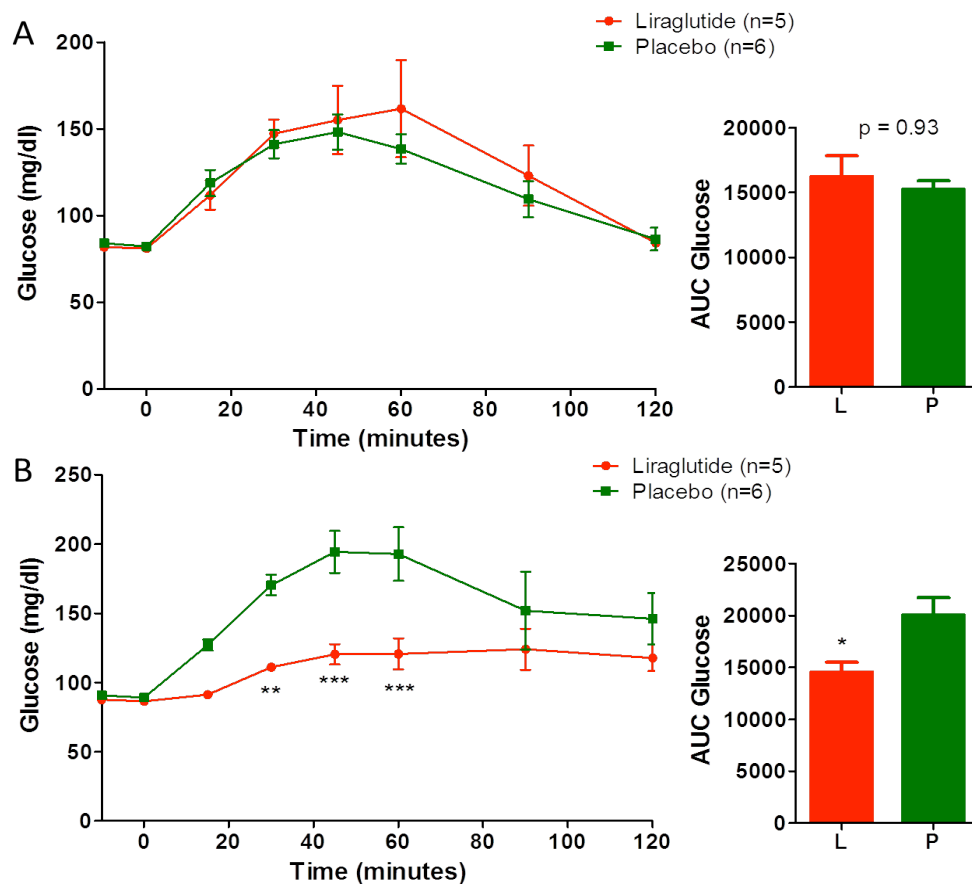 A
Liraglutide (n=5)
Placebo (n=6)
200
150
100
50
0
Glucose (mg/dl)
0 20 40 60 80 100 120
Time (minutes)
p = 0.93
20000
15000
10000
5000
0
AUC Glucose
L P
B
Liraglutide (n=5)
Placebo (n=6)
250
200
150
100
50
0
Glucose (mg/dl)
** *** ***
0 20 40 60 80 100 120
Time (minutes)
25000
20000
15000
10000
5000
0
AUC Glucose
*
L P